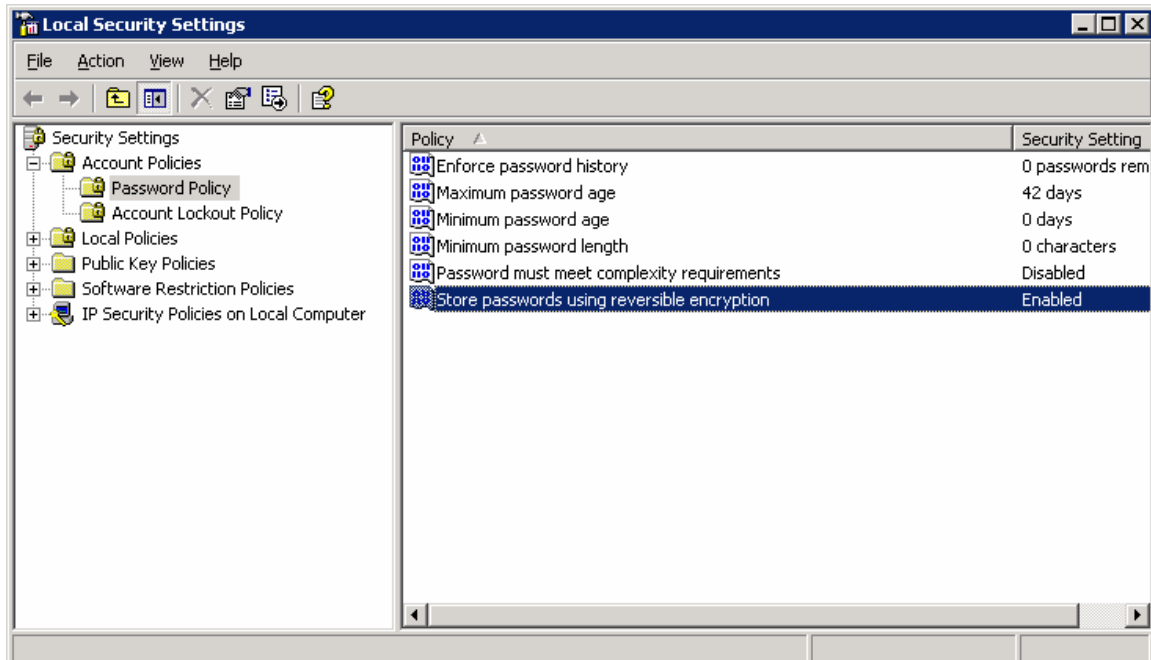 Local Security Settings
File Action View Help
Security Settings
Account Policies
Password Policy
Account Lockout Policy
Local Policies
Public Key Policies
Software Restriction Policies
IP Security Policies on Local Computer
Policy Security Setting
Enforce password history 0 passwords rem
Maximum password age 42 days
Minimum password age 0 days
Minimum password length 0 characters
Password must meet complexity requirements Disabled
Store passwords using reversible encryption Enabled